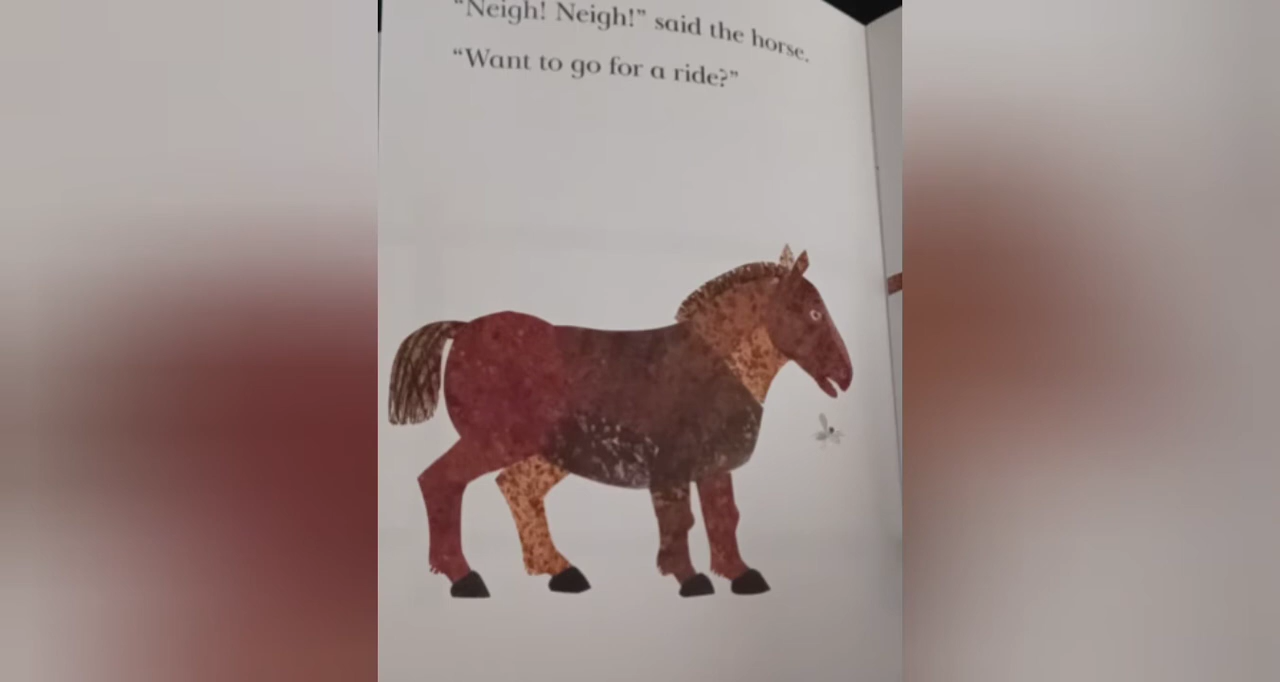 “Neigh! Neigh!” said the horse.
“Want to go for a ride?”